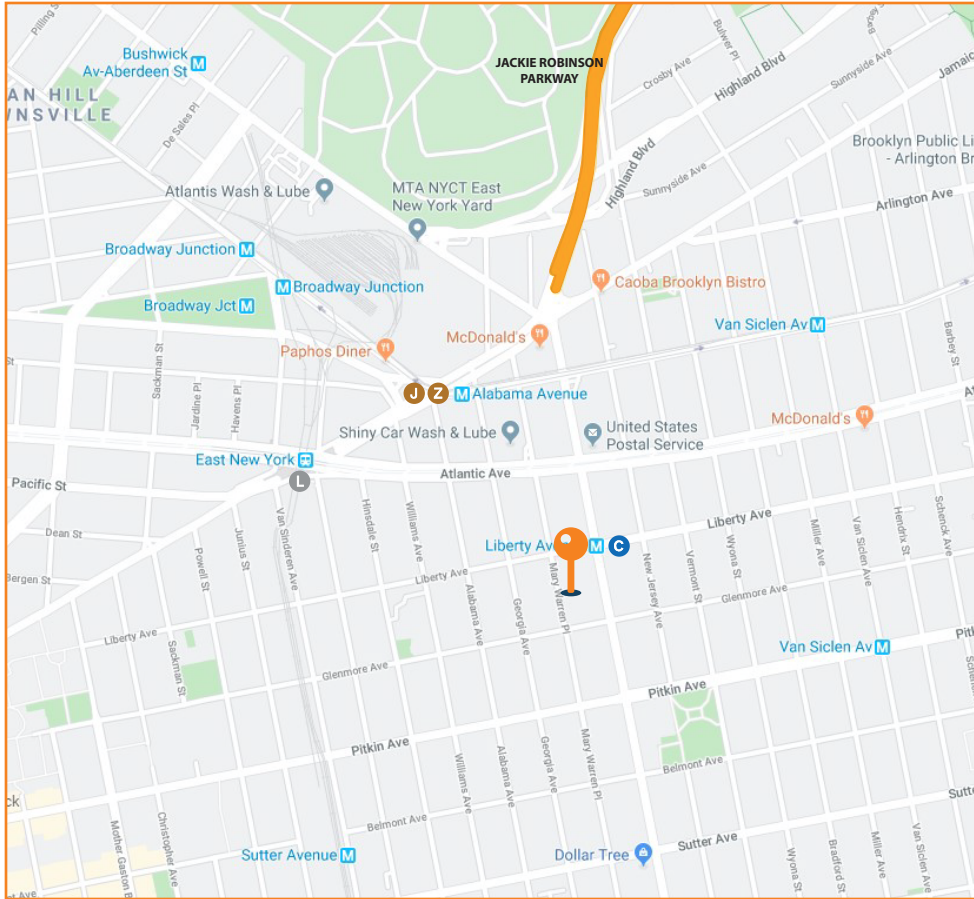 Pilling St
JACKIE ROBINSON
PARKWAY
Bulwer Pl
Crosby Ave
Highland Blvd
Sunnyside Ave
Jamaic
Bushwick
Av-Aberdeen St
AN HILL
WNSVILLE
De Sales Pl
Brooklyn Public Li
- Arlington Br
Atlantis Wash & Lube
MTA NYCT East
New York Yard
Highland Blvd
Sunnyside Ave
Arlington Ave
Broadway Junction
Broadway Junction
Broadway Jct
Caoba Brooklyn Bistro
Van Siclen Av
Barbey St
McDonald's
Paphos Diner
Sackman St
Jardine Pl
Havens Pl
J
Z
Alabama Avenue
McDonald's
Shiny Car Wash & Lube
United States
Postal Service
East New York
L
Atlantic Ave
Pacific St
Dean St
Bergen St
Powell St
Junius St
Van Sinderen Ave
Hinsdale St
Williams Ave
Liberty Ave
C
Liberty Ave
Liberty Ave
Liberty Ave
Alabama Ave
Georgia Ave
Mary Warren Pl
New Jersey Ave
Vermont St
Wyona St
Miller Ave
Van Siclen Ave
Hendrix St
Schenck Ave
Glenmore Ave
Glenmore Ave
Sackman St
Van Siclen Av
Pitk
Pitkin Ave
Pitkin Ave
Schen
Williams Ave
Alabama Ave
Georgia Ave
Mary Warren Pl
Belmont Ave
Belmont Ave
ck
Mother Gaston B
Christopher Ave
Sutter Avenue
Dollar Tree
Sutter Ave
Sutte
Wyona St
Bradford St
Miller Ave
Van Siclen Ave